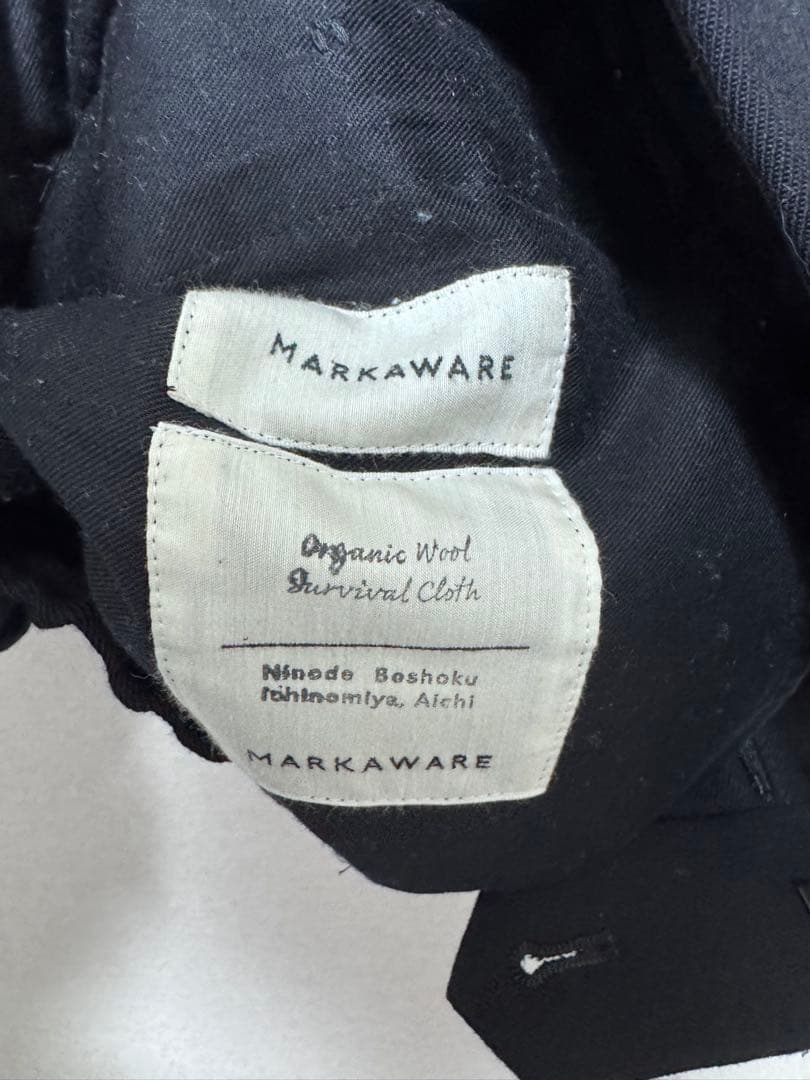 MARKAWARE
Organic Wool
Survival Cloth
Ninode Boshoku
Ichinomiya, Aichi
MARKAWARE